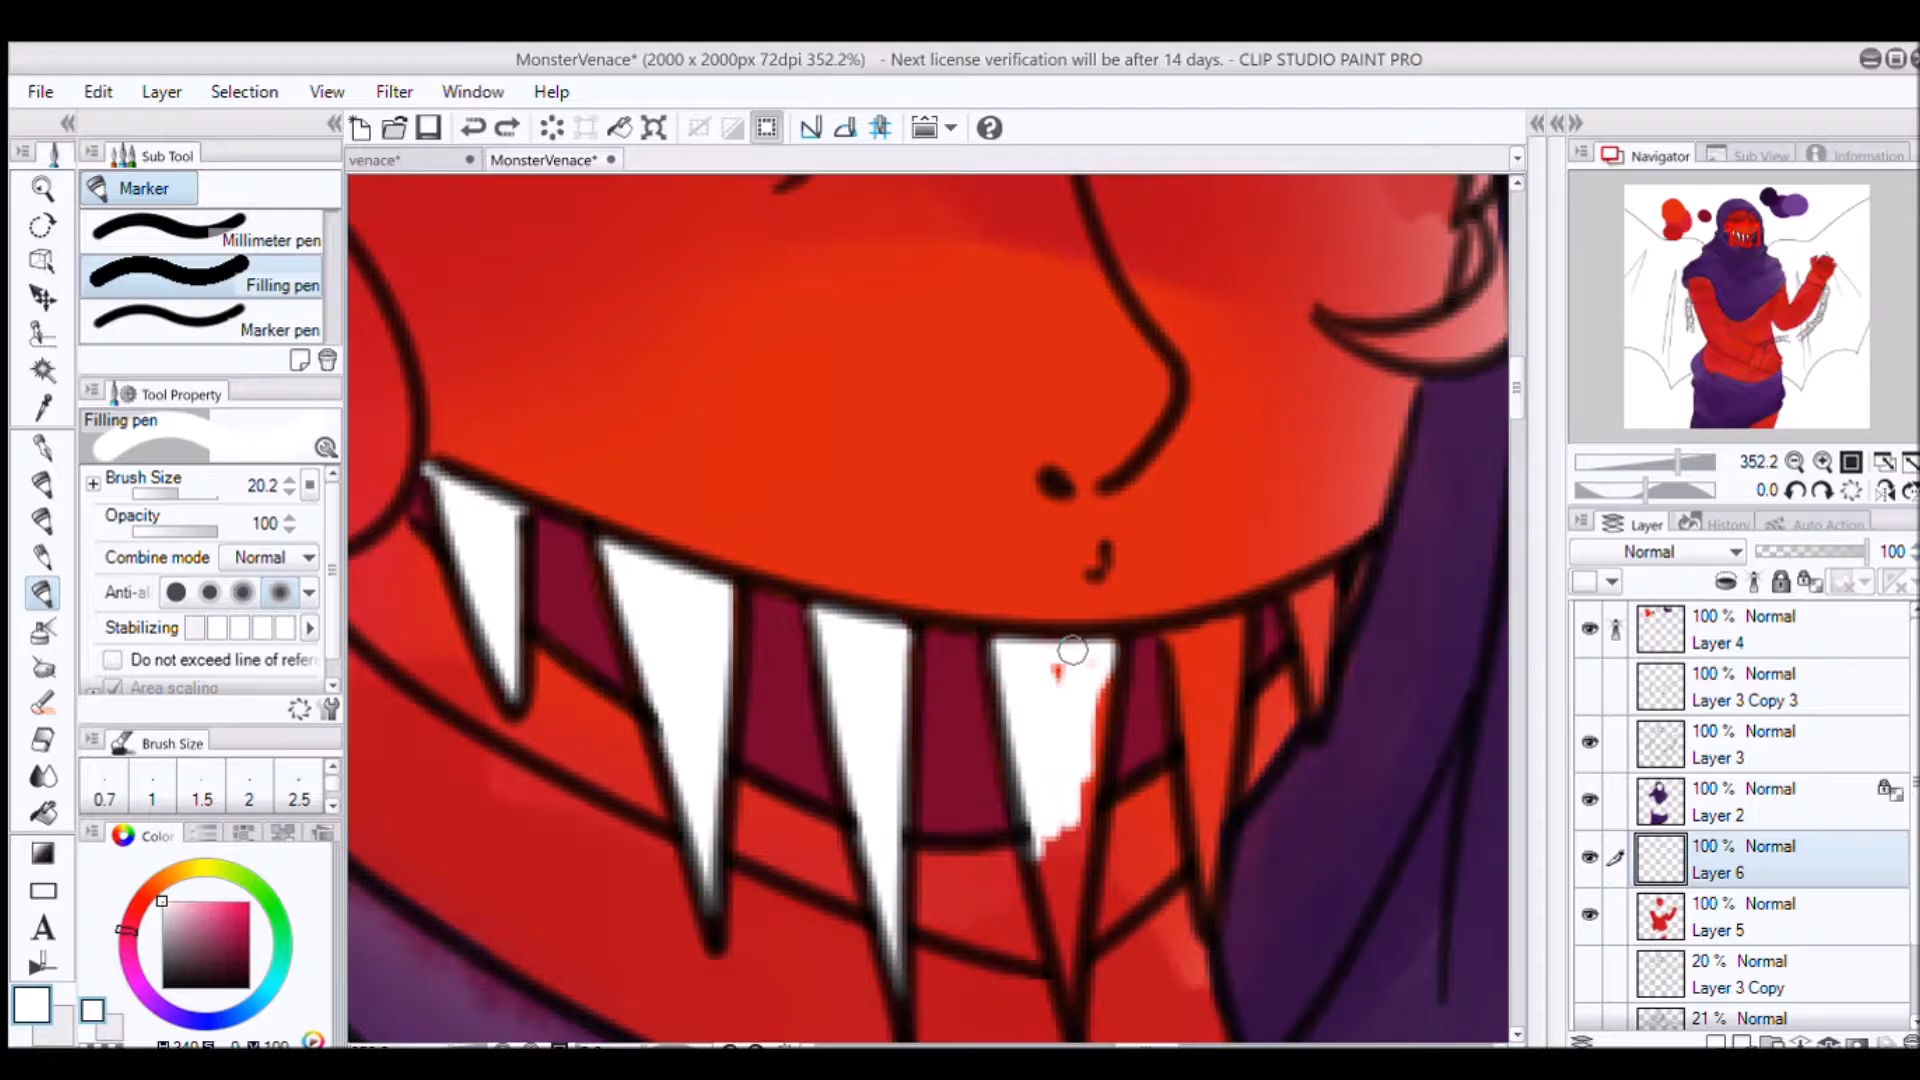 MonsterVenace* (2000 x 2000px 72dpi 352.2%) - Next license verification will be after 14 days. - CLIP STUDIO PAINT PRO
File Edit Layer Selection View Filter Window Help
venace* MonsterVenace*
Sub Tool
Marker
Millimeter pen
Filling pen
Marker pen
Tool Property
Filling pen
Brush Size 20.2
Opacity 100
Combine mode Normal
Anti-al
Stabilizing
Do not exceed line of refer
Area scaling
Brush Size
0.7 1 1.5 2 2.5
Color
A
Navigator Sub View Information
352.2
0.0
Layer History Auto Action
Normal 100
100 % Normal
Layer 4
100 % Normal
Layer 3 Copy 3
100 % Normal
Layer 3
100 % Normal
Layer 2
100 % Normal
Layer 6
100 % Normal
Layer 5
20 % Normal
Layer 3 Copy
21 % Normal